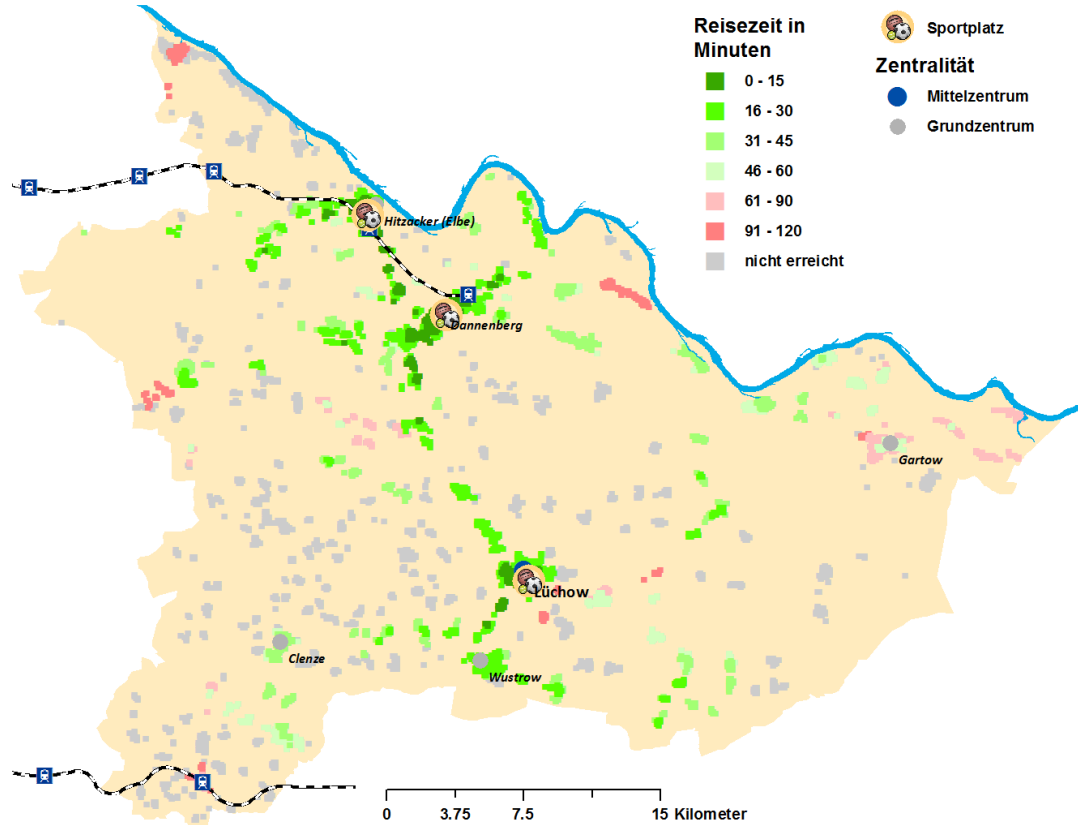 Reisezeit in
Minuten
0 - 15
16 - 30
31 - 45
46 - 60
61 - 90
91 - 120
nicht erreicht
Sportplatz
Zentralität
Mittelzentrum
Grundzentrum
Hitzacker (Elbe)
Dannenberg
Gartow
Lüchow
Clenze
Wustrow
0 3.75 7.5 15 Kilometer